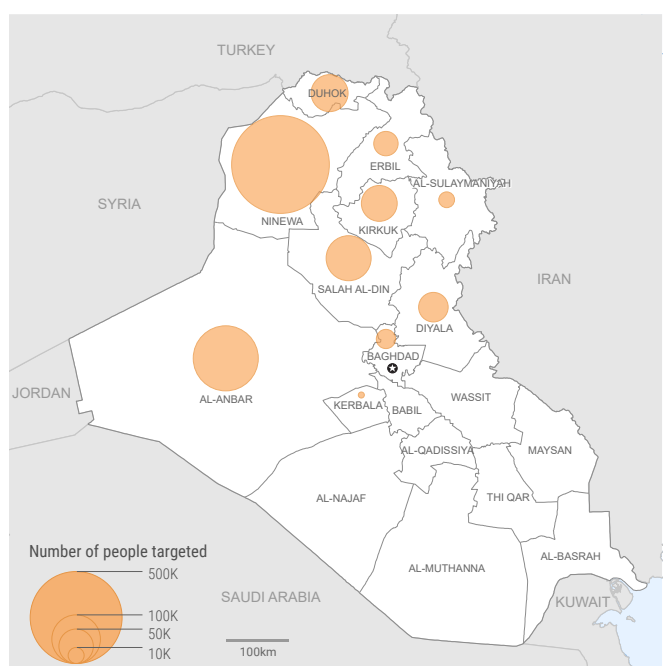 TURKEY
DUHOK
ERBIL
AL-SULAYMANIYAH
SYRIA
NINEWA
KIRKUK
IRAN
SALAH AL-DIN
DIYALA
BAGHDAD
JORDAN
AL-ANBAR
KERBALA
BABIL
WASSIT
AL-QADISSIYA
MAYSAN
AL-NAJAF
THI QAR
AL-MUTHANNA
AL-BASRAH
Number of people targeted
500K
100K
50K
10K
SAUDI ARABIA
KUWAIT
100km